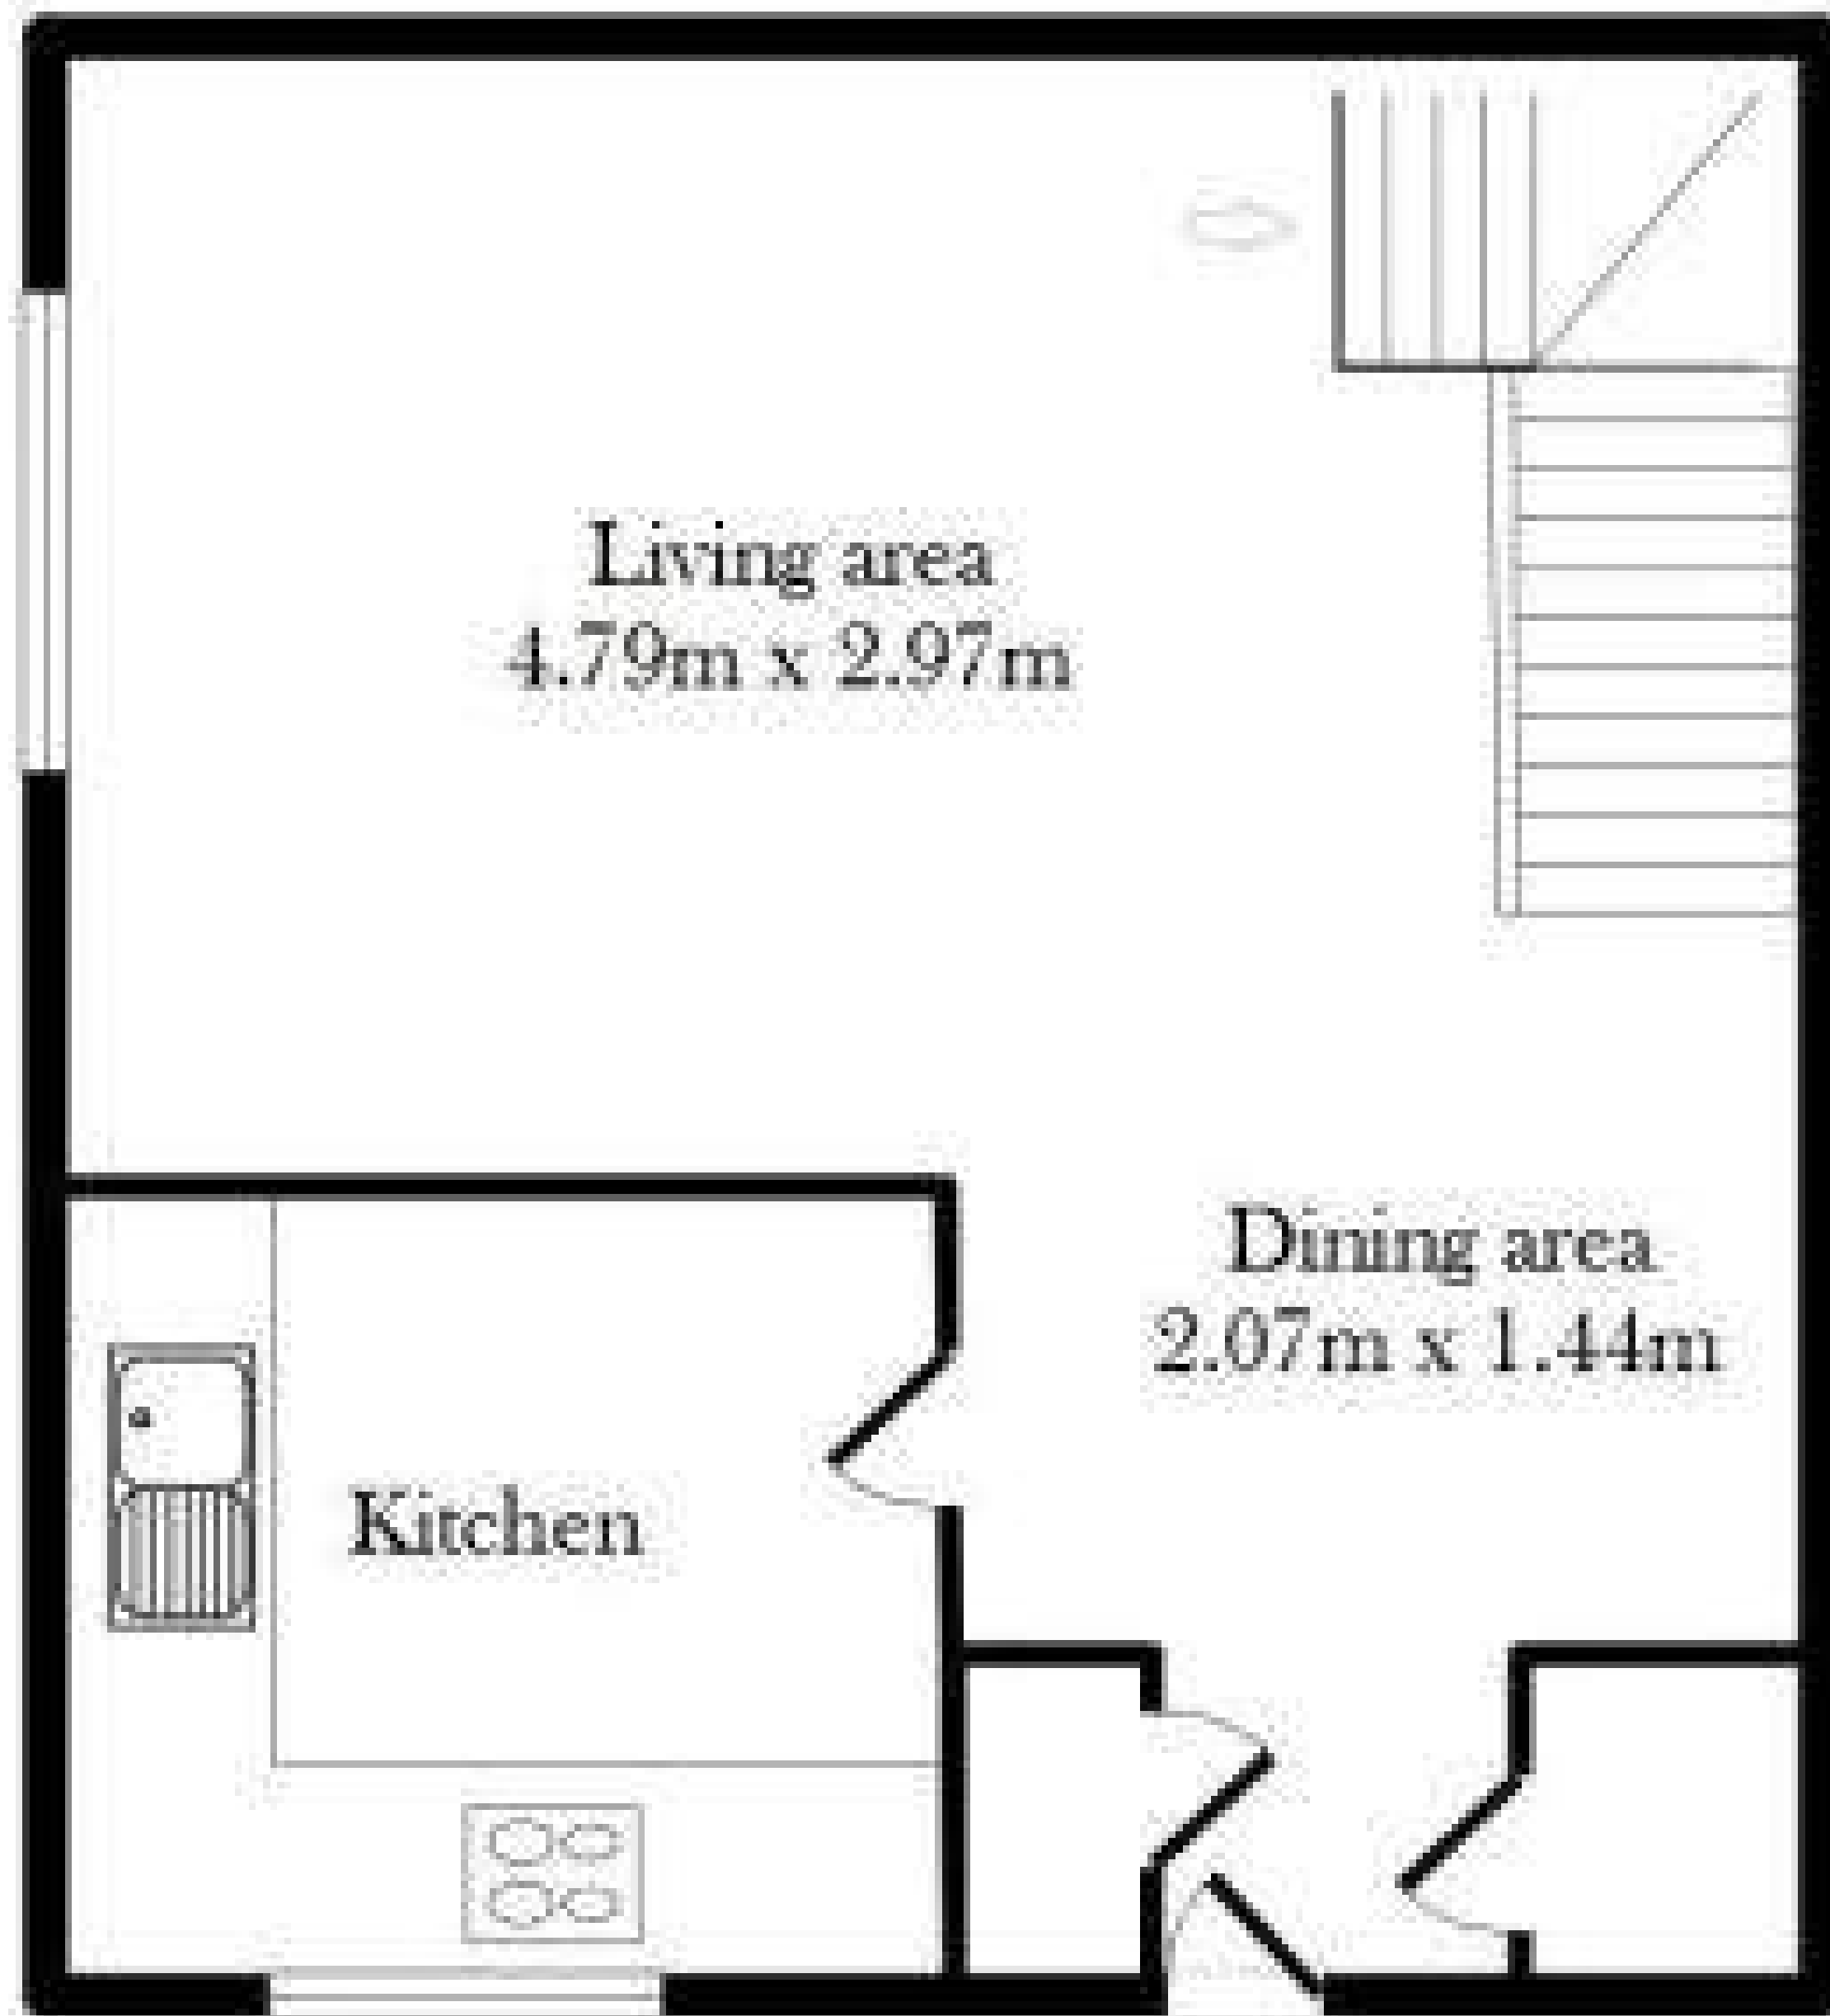 Living area
4.79m x 2.97m
Dining area
2.07m x 1.44m
Kitchen